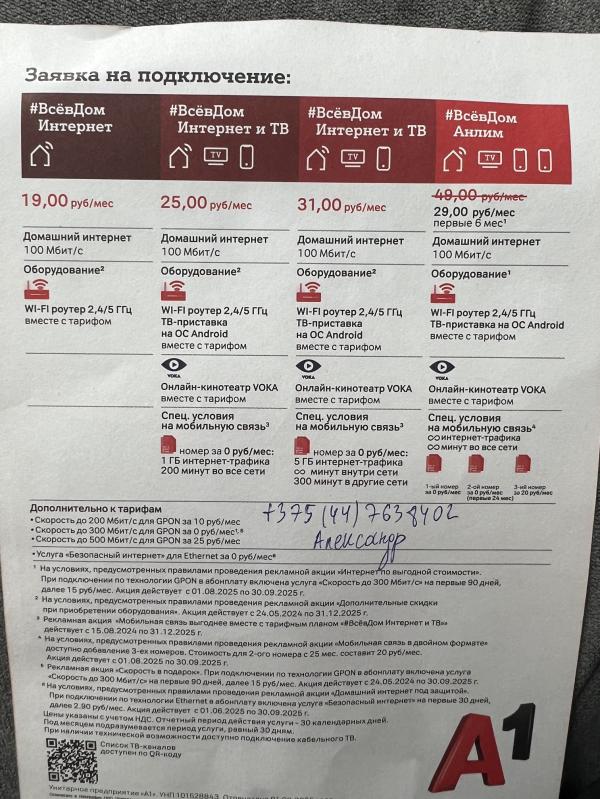 Заявка на подключение:
#ВсёвДом Интернет
#ВсёвДом Интернет и ТВ
#ВсёвДом Интернет и ТВ
#ВсёвДом Анлим
TV
TV
TV
19,00 руб/мес
25,00 руб/мес
31,00 руб/мес
49,00 руб/мес
29,00 руб/мес
первые 6 мес¹
Домашний интернет
100 Мбит/с
Домашний интернет
100 Мбит/с
Домашний интернет
100 Мбит/с
Домашний интернет
100 Мбит/с
Оборудование²
WI-FI роутер 2,4/5 ГГц
вместе с тарифом
Оборудование²
WI-FI роутер 2,4/5 ГГц
ТВ-приставка
на ОС Android
вместе с тарифом
Оборудование²
WI-FI роутер 2,4/5 ГГц
ТВ-приставка
на ОС Android
вместе с тарифом
Оборудование¹
WI-FI роутер 2,4/5 ГГц
ТВ-приставка на ОС Android
вместе с тарифом
VOKA
Онлайн-кинотеатр VOKA
вместе с тарифом
VOKA
Онлайн-кинотеатр VOKA
вместе с тарифом
VOKA
Онлайн-кинотеатр VOKA
вместе с тарифом
Спец. условия
на мобильную связь³
номер за 0 руб/мес:
1 ГБ интернет-трафика
200 минут во все сети
Спец. условия
на мобильную связь³
номер за 0 руб/мес:
5 ГБ интернет-трафика
∞ минут внутри сети
300 минут в другие сети
Спец. условия
на мобильную связь⁴
∞ интернет-трафика
∞ минут во все сети
1-ый номер
за 0 руб/мес
2-ой номер
за 0 руб/мес
(первые 24 мес)
3-ий номер
за 20 руб/мес
Дополнительно к тарифам
• Скорость до 200 Мбит/с для GPON за 10 руб/мес
• Скорость до 300 Мбит/с для GPON за 0 руб/мес¹,⁵
• Скорость до 500 Мбит/с для GPON за 25 руб/мес
• Услуга «Безопасный интернет» для Ethernet за 0 руб/мес⁶
+375 (44) 7638402
Александр
¹ На условиях, предусмотренных правилами проведения рекламной акции «Интернет по выгодной стоимости».
При подключении по технологии GPON в абонплату включена услуга «Скорость до 300 Мбит/с» на первые 90 дней,
далее 15 руб/мес. Акция действует с 01.08.2025 по 30.09.2025 г.
² На условиях, предусмотренных правилами проведения рекламной акции «Дополнительные скидки
при приобретении оборудования». Акция действует с 24.05.2024 по 31.12.2025 г.
³ Рекламная акция «Мобильная связь выгоднее вместе с тарифным планом «#ВсёвДом Интернет и ТВ»»
действует с 15.08.2024 по 31.12.2025 г.
⁴ На условиях, предусмотренных правилами проведения рекламной акции «Мобильная связь в двойном формате»
доступно добавление 3-ех номеров. Стоимость для 2-ого номера с 25 мес. составит 20 руб/мес.
Акция действует с 01.08.2025 по 30.09.2025 г.
⁵ Рекламная акция «Скорость в подарок». При подключении по технологии GPON в абонплату включена услуга
«Скорость до 300 Мбит/с» на первые 90 дней, далее 15 руб/мес. Акция действует с 24.05.2024 по 30.09.2025 г.
⁶ На условиях, предусмотренных правилами проведения рекламной акции «Домашний интернет под защитой».
При подключении по технологии Ethernet в абонплату включена услуга «Безопасный интернет» на первые 30 дней,
далее 2.90 руб/мес. Акция действует с 01.06.2025 по 30.09.2025 г.
Цены указаны с учетом НДС. Отчетный период действия услуги - 30 календарных дней.
Под месяцем подразумевается период услуги, равный 30 дням.
При наличии технической возможности доступно подключение кабельного ТВ.
Список ТВ-каналов
доступен по QR-коду
A1
Унитарное предприятие «А1». УНП 101528843.